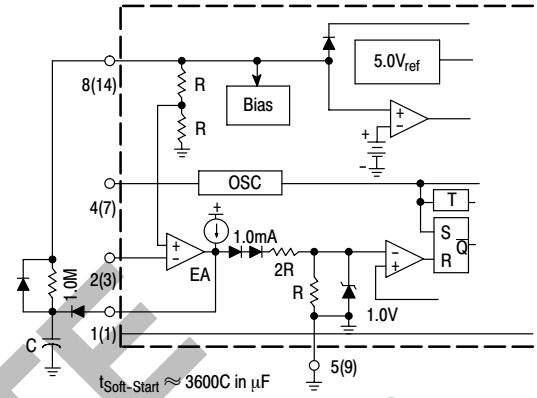 8(14)
R
R
Bias
5.0Vref
+
−
+
−
4(7)
OSC
T
S
Q
R
+
1.0mA
2(3)
+
−
EA
2R
R
−
+
1.0V
1.0M
1(1)
C
5(9)
tSoft-Start ≈ 3600C in µF